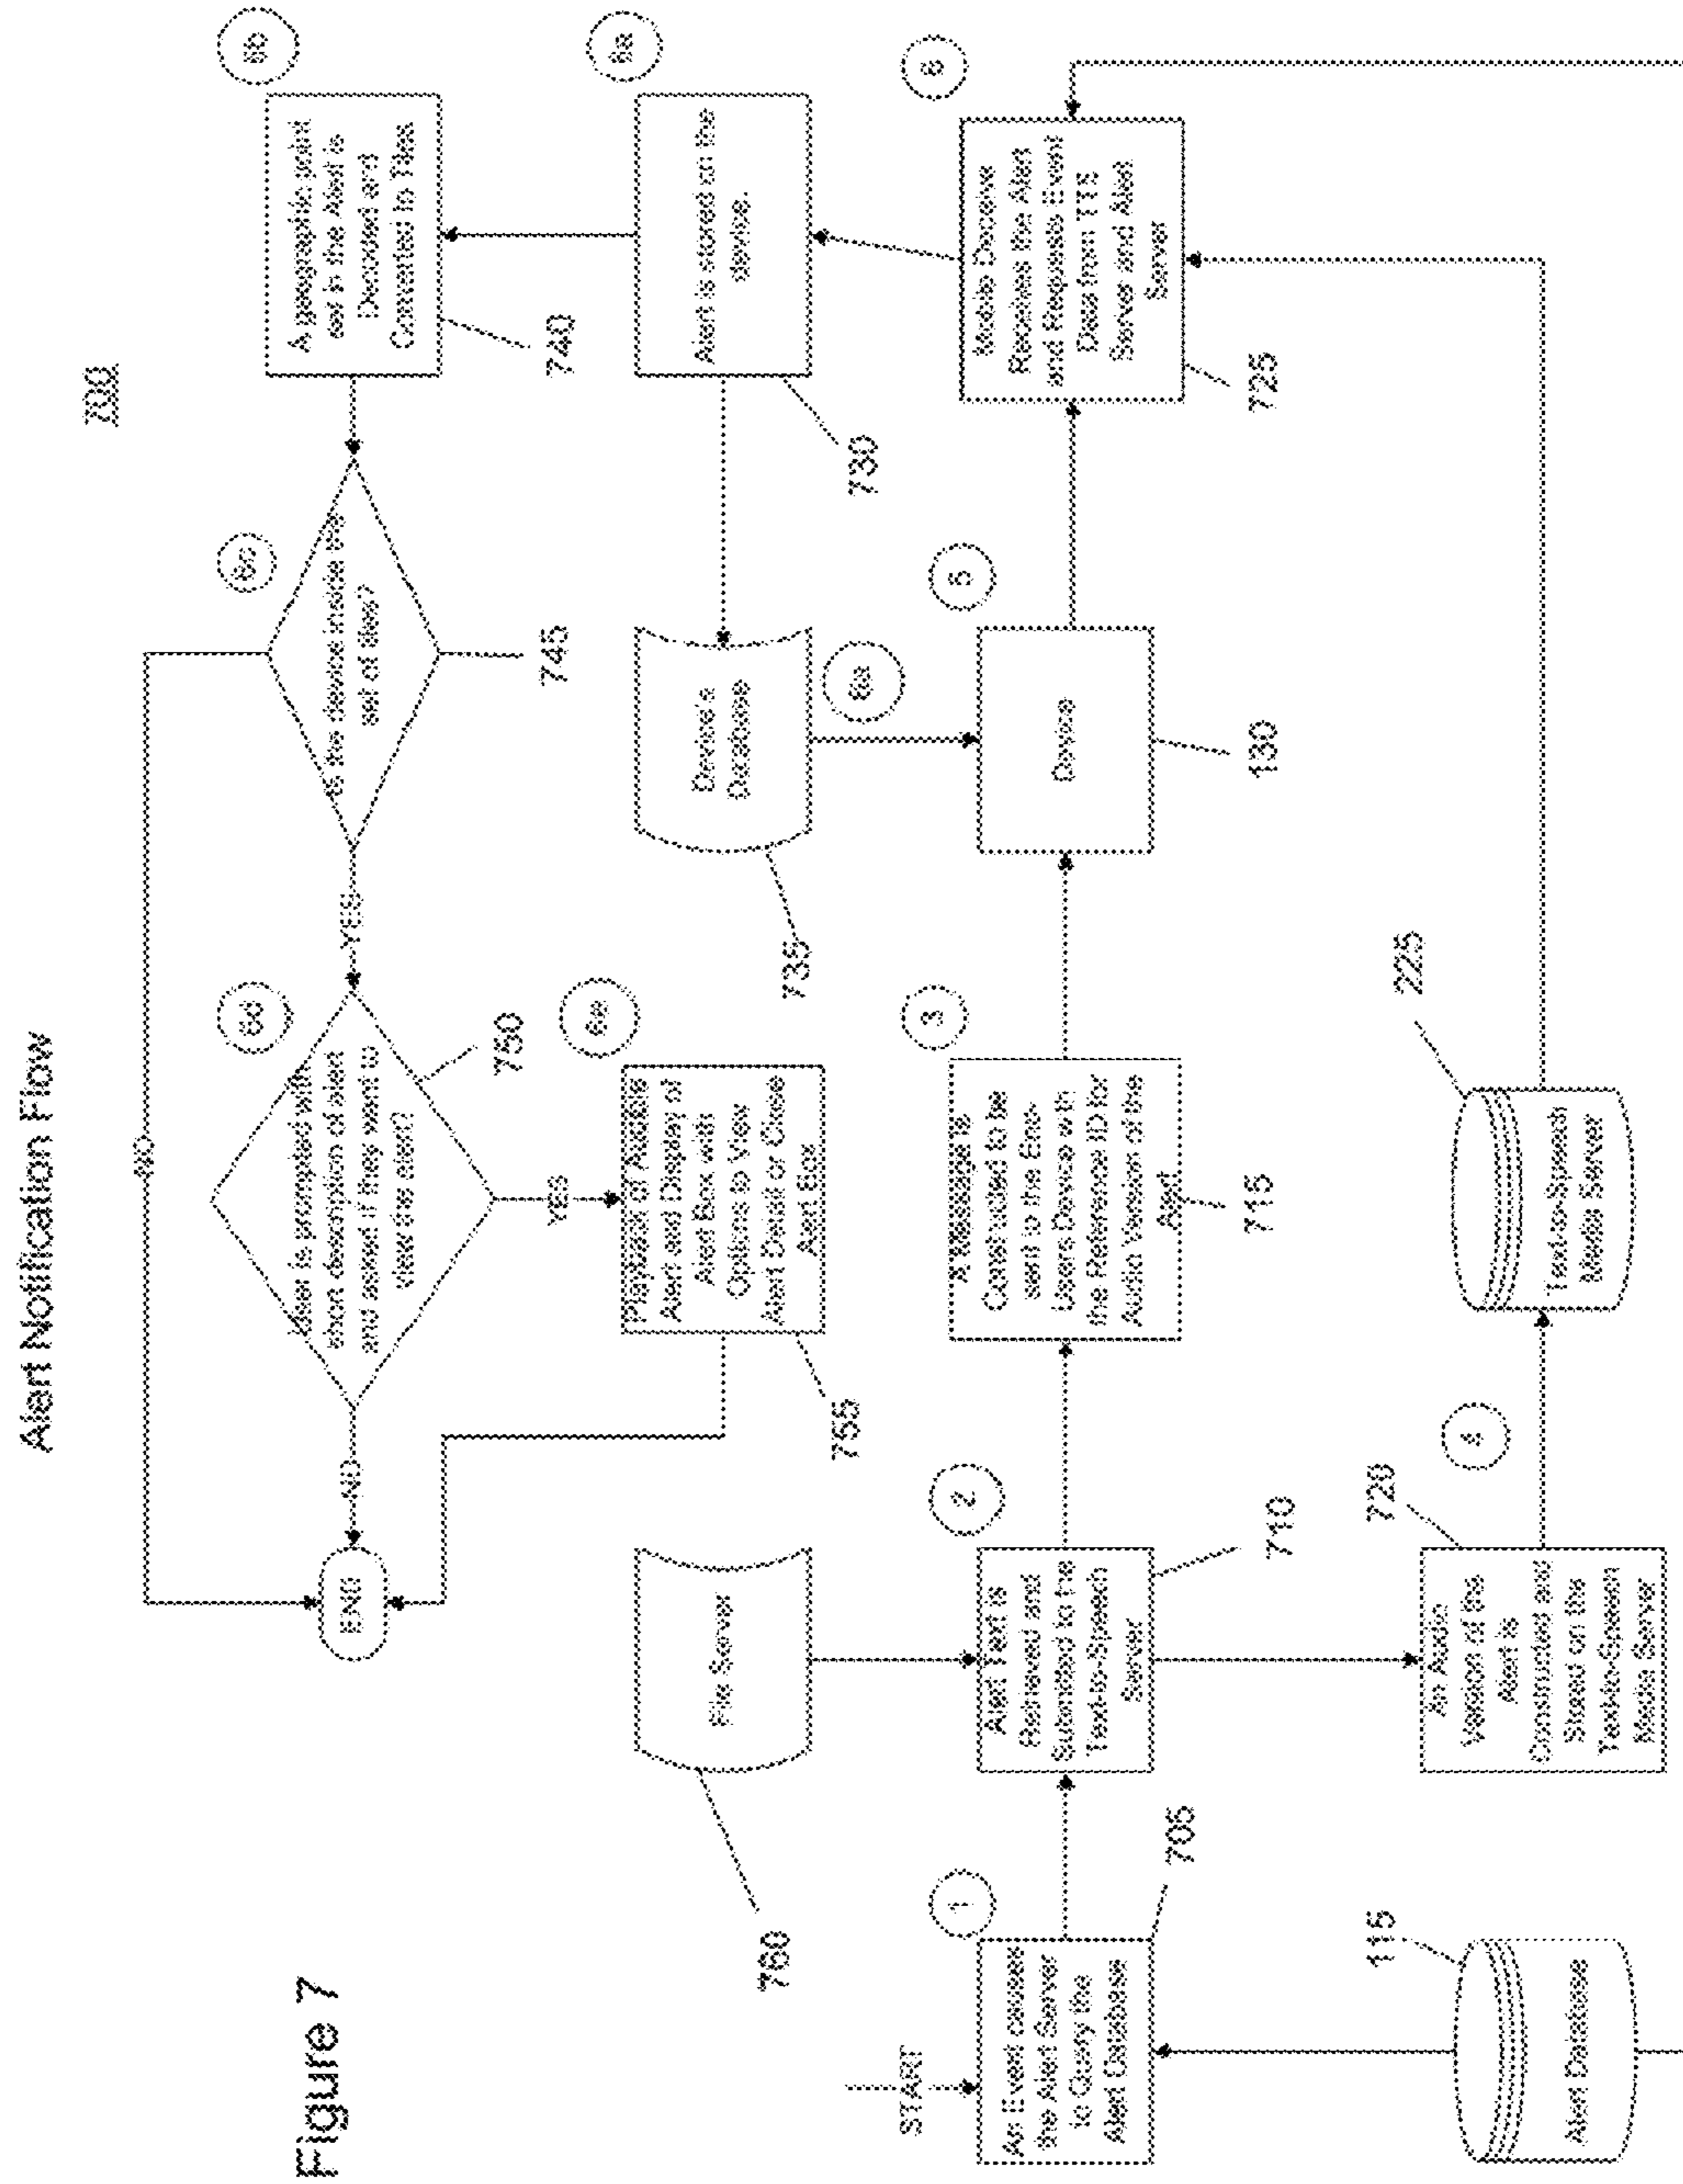 Figure 7
Alert Notification Flow
700
START
An Event causes
the Alert Server
to Query the
Alert Database
1
705
Alert Database
115
Alert Text is
Retrieved and
Submitted to the
Text-to-Speech
Server
2
710
File Server
760
An Audio
Version of the
Alert is
Constructed and
Stored on the
Text-to-Speech
Media Server
4
720
Text-to-Speech
Media Server
225
A Message is
Constructed to be
sent to the End-
Users Device with
the Reference ID for
Audio Version of the
Alert
3
715
Device
5
130
Mobile Device
Receives the Alert
and Requests Event
Data from TTS
Server and Alert
Server
6
725
Alert is stored on the
device.
6a
730
Device's
Database
6a
735
A geographic point
set in the Alert is
Decoded and
Converted to Tiles
6b
740
Is the device inside the
set of tiles?
6c
745
NO
YES
User is prompted with
short description of alert
and asked if they want to
view the alert?
6d
750
NO
YES
Playback of Audible
Alert and Display of
Alert Box with
Options to View
Alert Detail or Close
Alert Box
6e
755
END